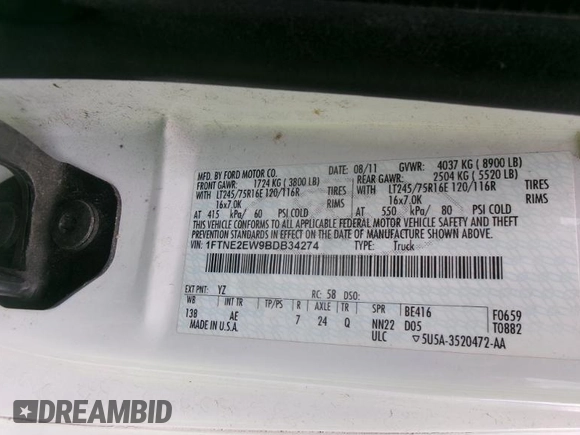 MFD. BY FORD MOTOR CO.
08/11
GVWR: 4037 KG ( 8900 LB)
FRONT GAWR: 1724 KG ( 3800 LB)
REAR GAWR: 2504 KG ( 5520 LB)
WITH LT245/75R16E 120/116R TIRES
WITH LT245/75R16E 120/116R TIRES
16x7.0K RIMS
16x7.0K RIMS
AT 415 kPa/ 60 PSI COLD
AT 550 kPa/ 80 PSI COLD
THIS VEHICLE CONFORMS TO ALL APPLICABLE FEDERAL MOTOR VEHICLE SAFETY
STANDARDS IN EFFECT ON THE DATE OF MANUFACTURE SHOWN ABOVE.
VIN: 1FTNE2EW9BDB34274
TYPE: Truck
EXT PNT: YZ
RC: 58 DSO:
WB INT TR TP/PS R AXLE TR SPR BE416 F0659
138 AE 7 24 Q NN22 D05 T0882
MADE IN U.S.A.
ULC 5U5A-3520472-AA
DREAMBID